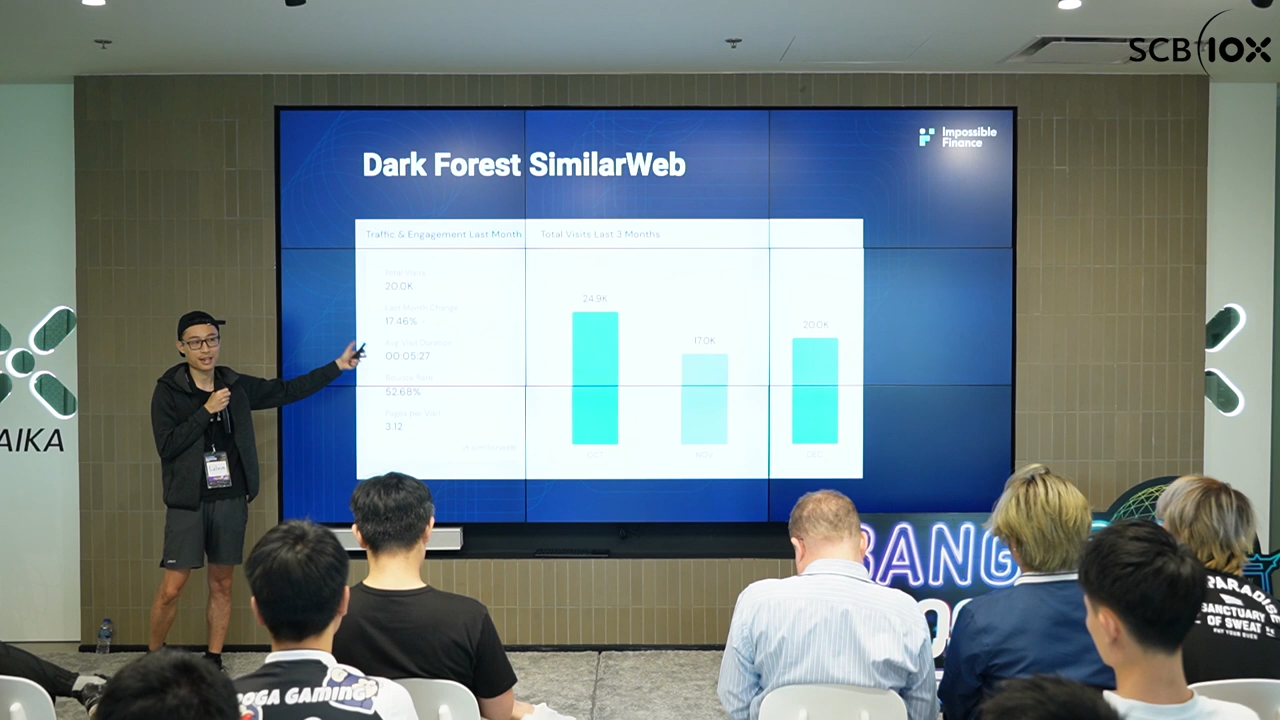 SCB 10X
Impossible
Finance
Dark Forest SimilarWeb
Traffic & Engagement Last Month
Total Visits Last 3 Months
Total Visits
20.0K
Last Month Change
17.46%
Avg Visit Duration
00:05:27
Bounce Rate
52.68%
Pages per Visit
3.12
24.9K
17.0K
20.0K
OCT
NOV
DEC
AIKA
BANG
OGA GAMING
PARADISE
SANCTUARY
OF SWEAT